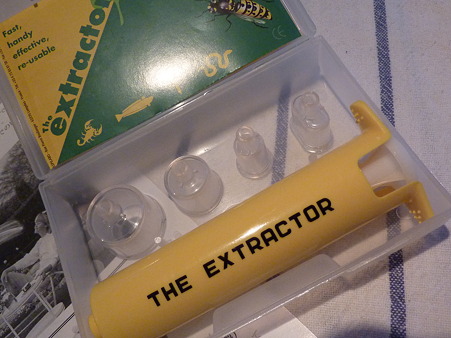 Fast,
handy
effective,
re-usable
The
extractor
THE EXTRACTOR